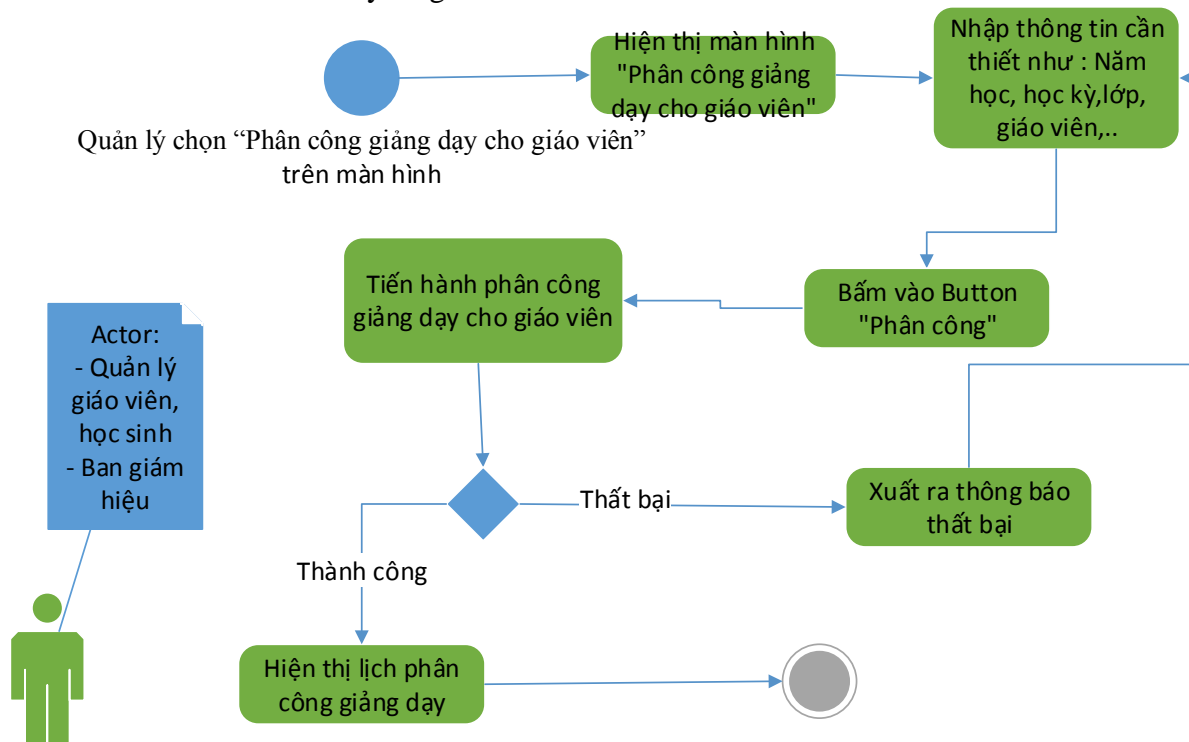 Hiện thị màn hình
"Phân công giảng
dạy cho giáo viên"
Nhập thông tin cần
thiết như : Năm
học, học kỳ,lớp,
giáo viên,..
Quản lý chọn “Phân công giảng dạy cho giáo viên”
trên màn hình
Tiến hành phân công
giảng dạy cho giáo viên
Bấm vào Button
"Phân công"
Actor:
- Quản lý
giáo viên,
học sinh
- Ban giám
hiệu
Thất bại
Xuất ra thông báo
thất bại
Thành công
Hiện thị lịch phân
công giảng dạy